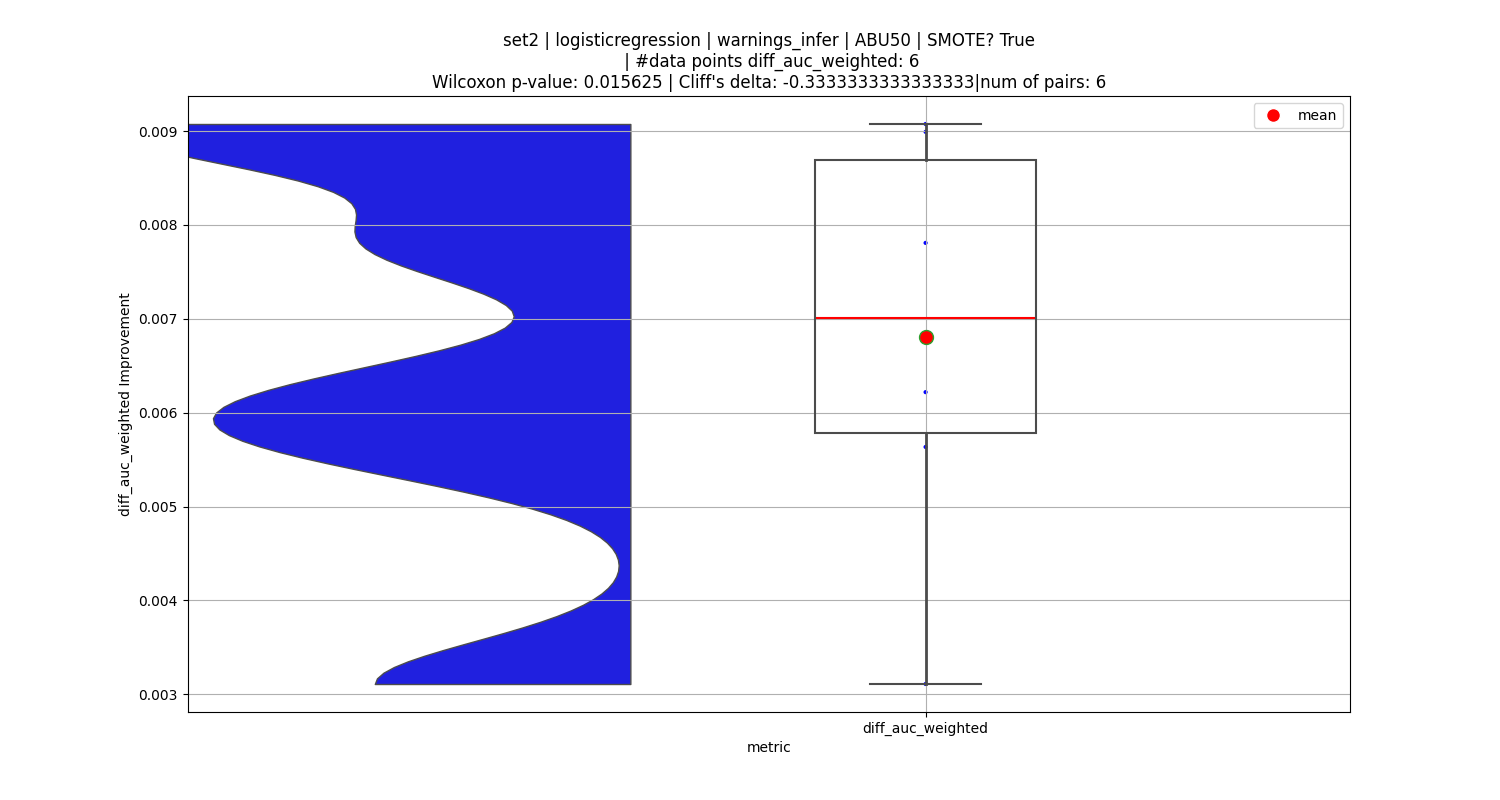 set2 | logisticregression | warnings_infer | ABU50 | SMOTE? True
| #data points diff_auc_weighted: 6
Wilcoxon p-value: 0.015625 | Cliff's delta: -0.3333333333333333|num of pairs: 6
mean
0.009
0.008
0.007
0.006
0.005
0.004
0.003
diff_auc_weighted Improvement
diff_auc_weighted
metric